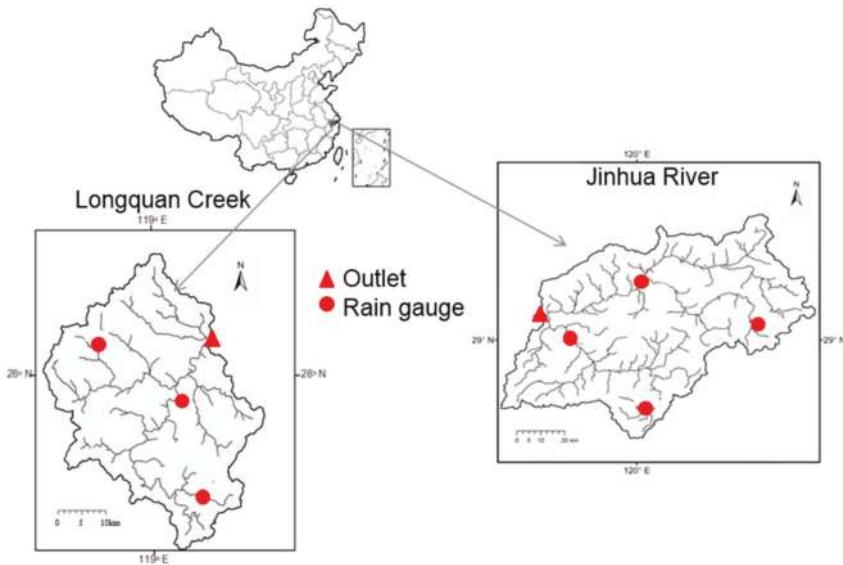 Longquan Creek
119° E
N
28° N
28° N
0 5 10km
119° E
Outlet
Rain gauge
Jinhua River
120° E
N
29° N
29° N
0 10 20 km
120° E